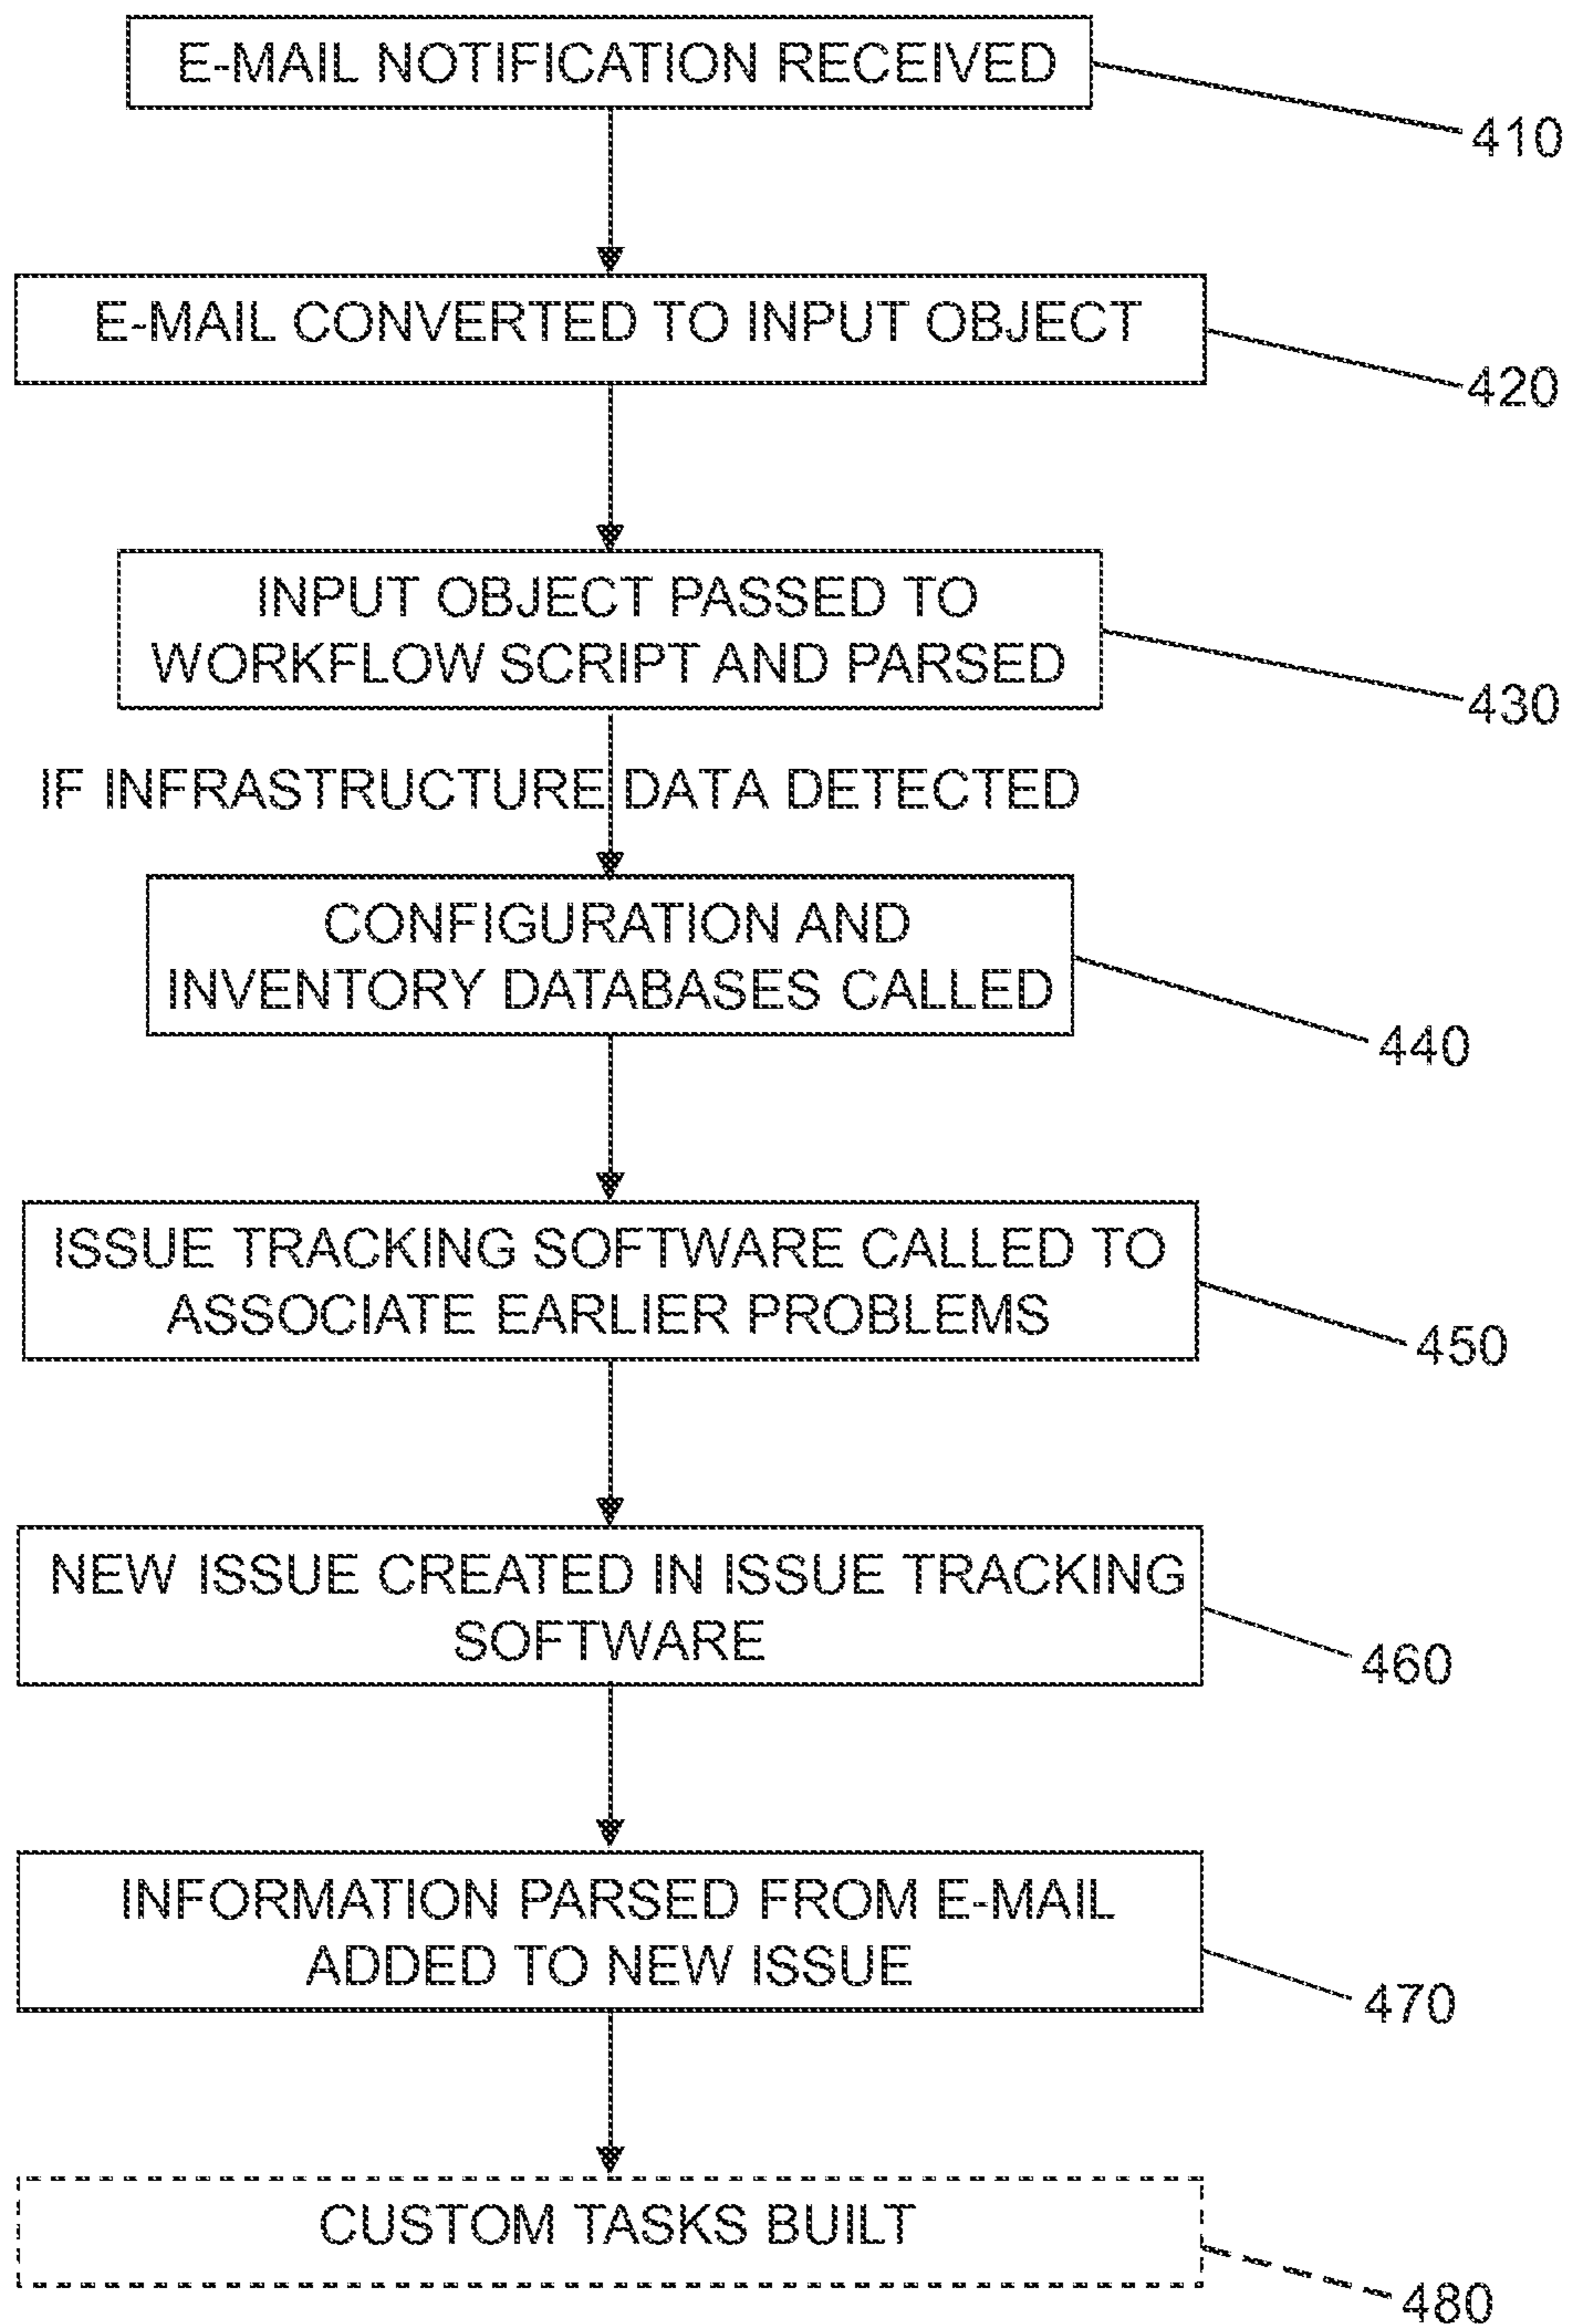 E-MAIL NOTIFICATION RECEIVED
410
E-MAIL CONVERTED TO INPUT OBJECT
420
INPUT OBJECT PASSED TO
WORKFLOW SCRIPT AND PARSED
430
IF INFRASTRUCTURE DATA DETECTED
CONFIGURATION AND
INVENTORY DATABASES CALLED
440
ISSUE TRACKING SOFTWARE CALLED TO
ASSOCIATE EARLIER PROBLEMS
450
NEW ISSUE CREATED IN ISSUE TRACKING
SOFTWARE
460
INFORMATION PARSED FROM E-MAIL
ADDED TO NEW ISSUE
470
CUSTOM TASKS BUILT
480